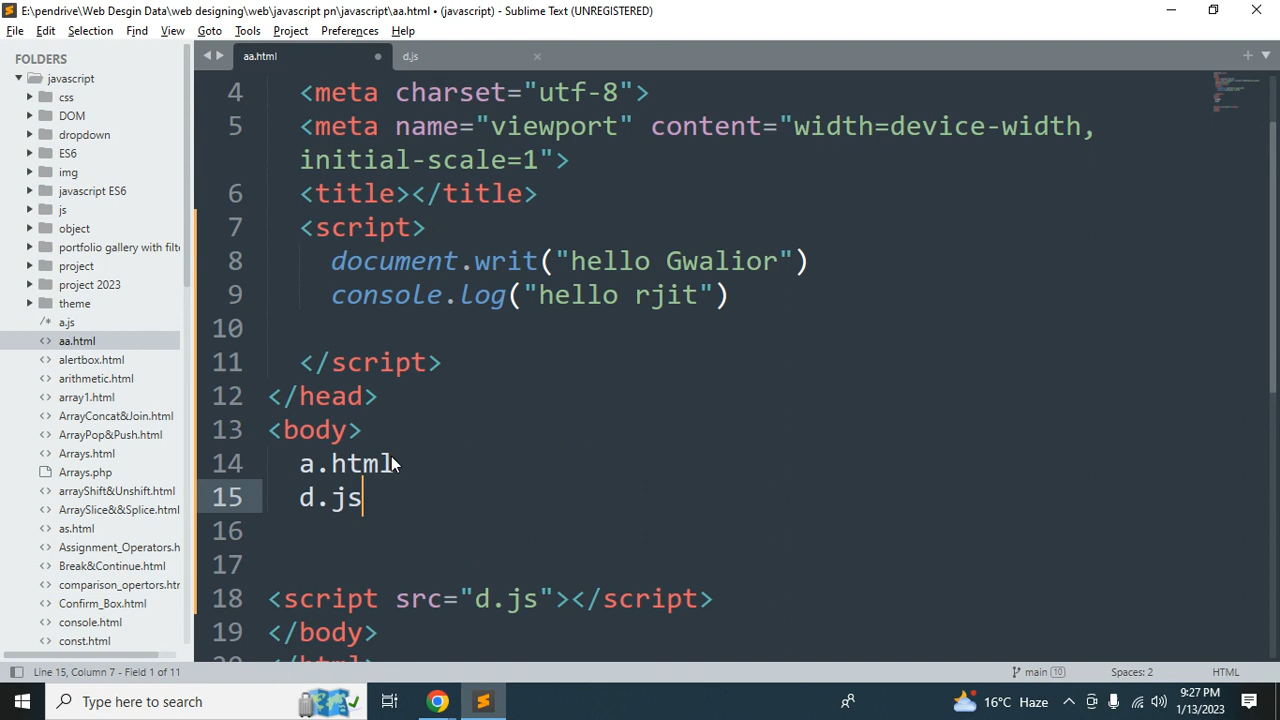 E:\pendrive\Web Desgin Data\web designing\web\javascript pn\javascript\aa.html • (javascript) - Sublime Text (UNREGISTERED)
File Edit Selection Find View Goto Tools Project Preferences Help
FOLDERS
javascript
css
DOM
dropdown
ES6
img
javascript ES6
js
object
portfolio gallery with filte
project
project 2023
theme
/* a.js
<> aa.html
<> alertbox.html
<> arithmetic.html
<> array1.html
<> ArrayConcat&Join.html
<> ArrayPop&Push.html
<> Arrays.html
Arrays.php
<> arrayShift&Unshift.html
<> ArraySlice&&Splice.html
<> as.html
<> Assignment_Operators.h
<> Break&Continue.html
<> comparison_opertors.htr
<> Confirm_Box.html
<> console.html
<> const.html
aa.html d.js
4 <meta charset="utf-8">
5 <meta name="viewport" content="width=device-width,
initial-scale=1">
6 <title></title>
7 <script>
8 document.writ("hello Gwalior")
9 console.log("hello rjit")
10
11 </script>
12 </head>
13 <body>
14 a.html
15 d.js
16
17
18 <script src="d.js"></script>
19 </body>
20 </html>
Line 15, Column 7 - Field 1 of 11 main 10 Spaces: 2 HTML
Type here to search 16°C Haze 9:27 PM
1/13/2023